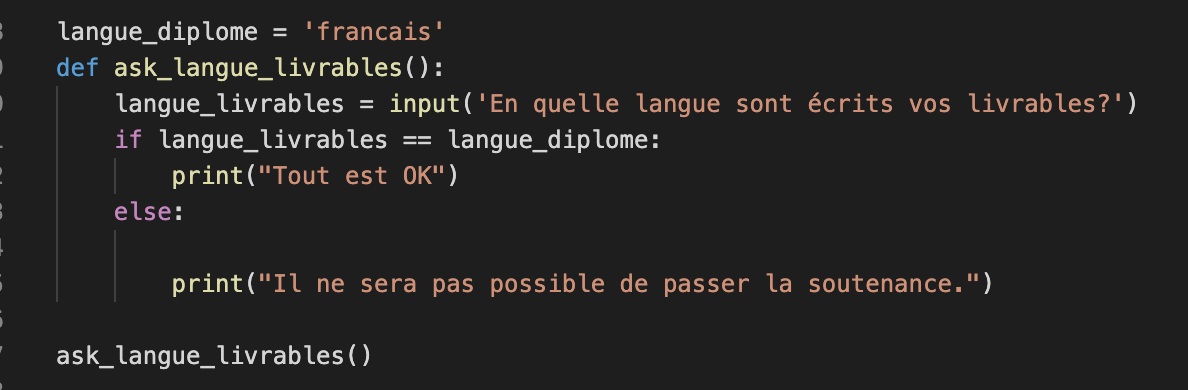 langue_diplome = 'francais'
def ask_langue_livrables():
langue_livrables = input('En quelle langue sont écrits vos livrables?')
if langue_livrables == langue_diplome:
print("Tout est OK")
else:
print("Il ne sera pas possible de passer la soutenance.")
ask_langue_livrables()